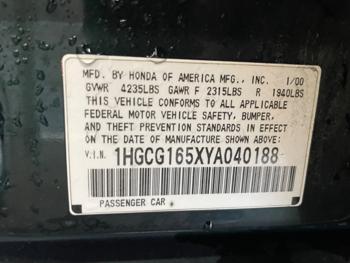 MFD. BY HONDA OF AMERICA MFG., INC. 1/00
GVWR 4235LBS GAWR F 2315LBS R 1940LBS
THIS VEHICLE CONFORMS TO ALL APPLICABLE
FEDERAL MOTOR VEHICLE SAFETY, BUMPER,
AND THEFT PREVENTION STANDARDS IN EFFECT
ON THE DATE OF MANUFACTURE SHOWN ABOVE.
V.I.N. 1HGCG165XYA040188
PASSENGER CAR